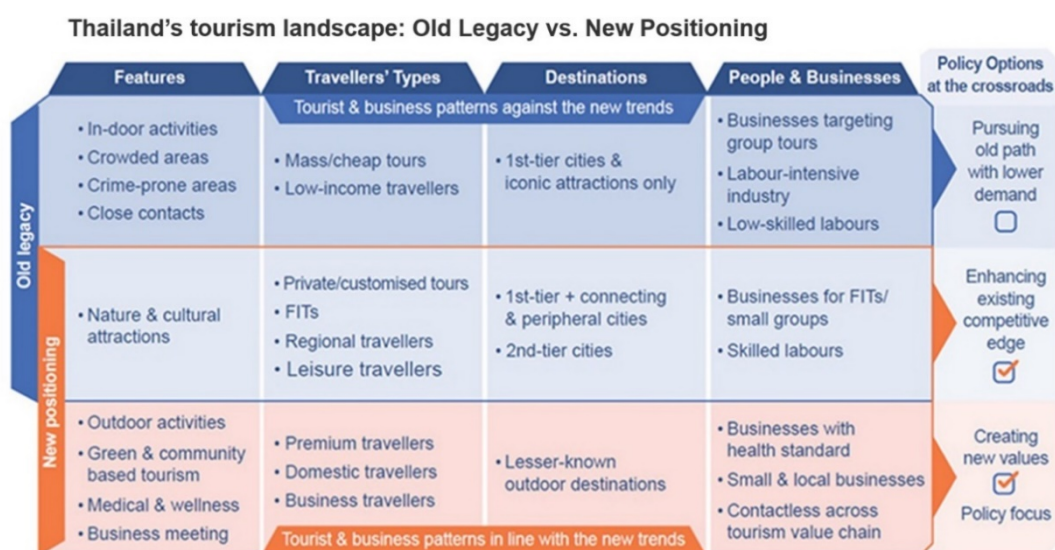 Thailand's tourism landscape: Old Legacy vs. New Positioning
Features
Travellers' Types
Destinations
People & Businesses
Policy Options
at the crossroads
Tourist & business patterns against the new trends
Old legacy
• In-door activities
• Crowded areas
• Crime-prone areas
• Close contacts
• Mass/cheap tours
• Low-income travellers
• 1st-tier cities &
iconic attractions only
• Businesses targeting
group tours
• Labour-intensive
industry
• Low-skilled labours
Pursuing
old path
with lower
demand
New positioning
• Nature & cultural
attractions
• Private/customised tours
• FITs
• Regional travellers
• Leisure travellers
• 1st-tier + connecting
& peripheral cities
• 2nd-tier cities
• Businesses for FITs/
small groups
• Skilled labours
Enhancing
existing
competitive
edge
• Outdoor activities
• Green & community
based tourism
• Medical & wellness
• Business meeting
• Premium travellers
• Domestic travellers
• Business travellers
• Lesser-known
outdoor destinations
• Businesses with
health standard
• Small & local businesses
• Contactless across
tourism value chain
Creating
new values
Policy focus
Tourist & business patterns in line with the new trends